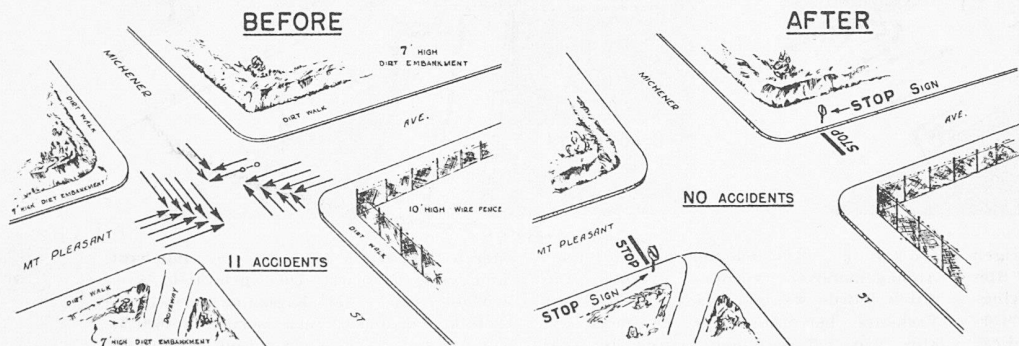 BEFORE
7' HIGH
DIRT EMBANKMENT
MICHENER
DIRT WALK
DIRT WALK
AVE.
7' HIGH DIRT EMBANKMENT
10' HIGH WIRE FENCE
DIRT WALK
MT PLEASANT
11 ACCIDENTS
DIRT WALK
DRIVEWAY
ST
7' HIGH DIRT EMBANKMENT
AFTER
MICHENER
STOP SIGN
STOP
AVE.
NO ACCIDENTS
MT PLEASANT
STOP
STOP
STOP SIGN
ST